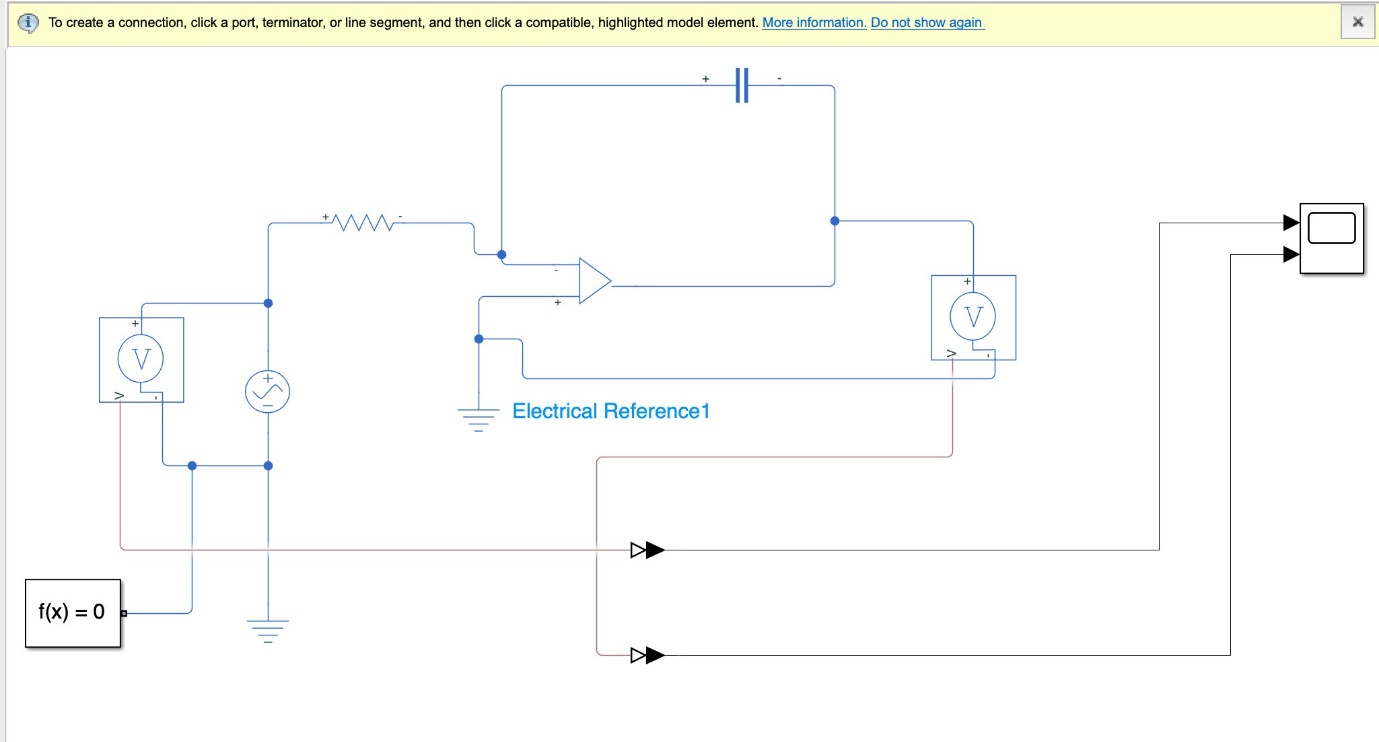 To create a connection, click a port, terminator, or line segment, and then click a compatible, highlighted model element. More information. Do not show again
+ -
+ -
-
+
+
V
V -
+
V
V -
+
-
Electrical Reference1
f(x) = 0